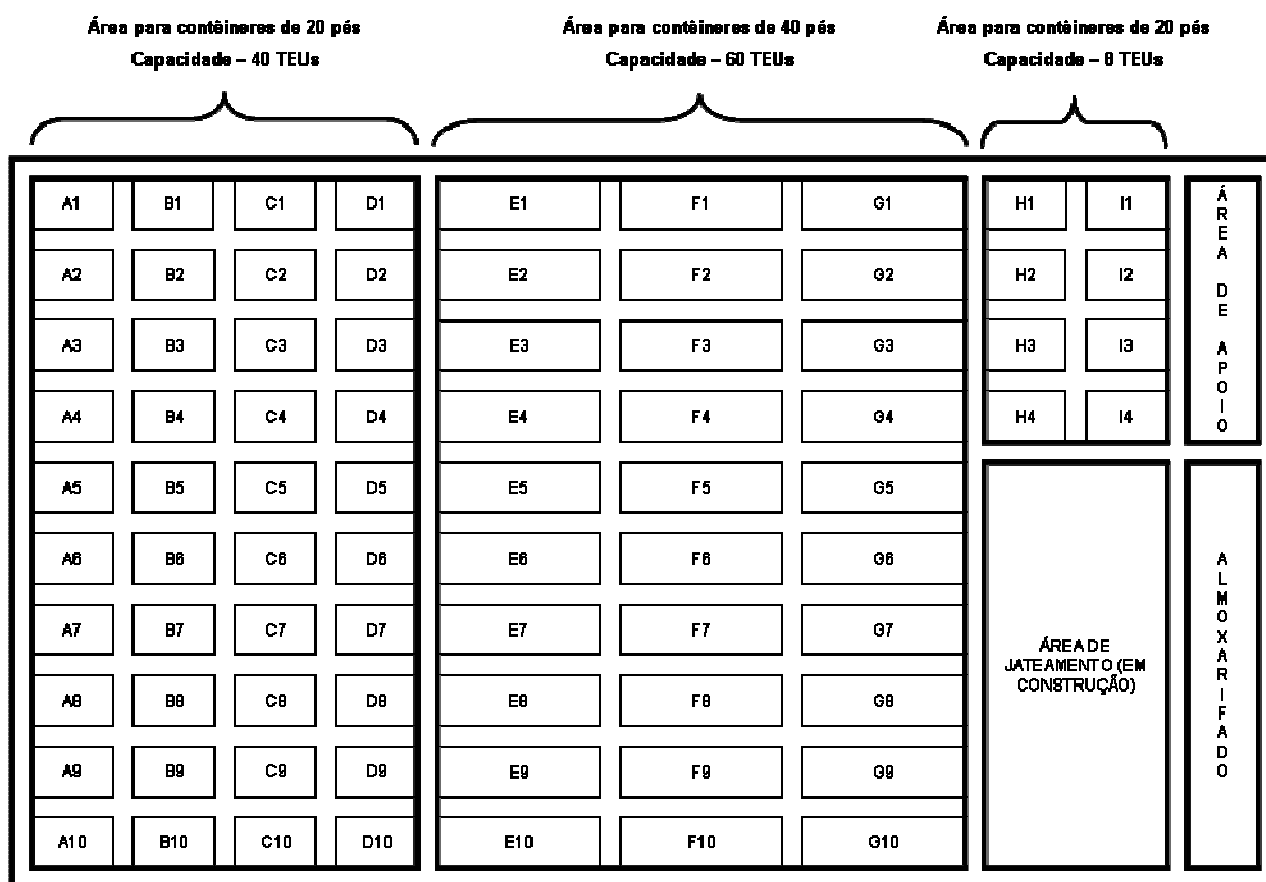 Área para contêineres de 20 pés
Capacidade – 40 TEUs
Área para contêineres de 40 pés
Capacidade – 60 TEUs
Área para contêineres de 20 pés
Capacidade – 8 TEUs
A1 B1 C1 D1 E1 F1 G1 H1 I1
A2 B2 C2 D2 E2 F2 G2 H2 I2
A3 B3 C3 D3 E3 F3 G3 H3 I3
A4 B4 C4 D4 E4 F4 G4 H4 I4
A5 B5 C5 D5 E5 F5 G5
A6 B6 C6 D6 E6 F6 G6
A7 B7 C7 D7 E7 F7 G7
A8 B8 C8 D8 E8 F8 G8
A9 B9 C9 D9 E9 F9 G9
A10 B10 C10 D10 E10 F10 G10
ÁREA DE APOIO
ÁREA DE
JATEAMENTO (EM
CONSTRUÇÃO)
ALMOXARIFADO